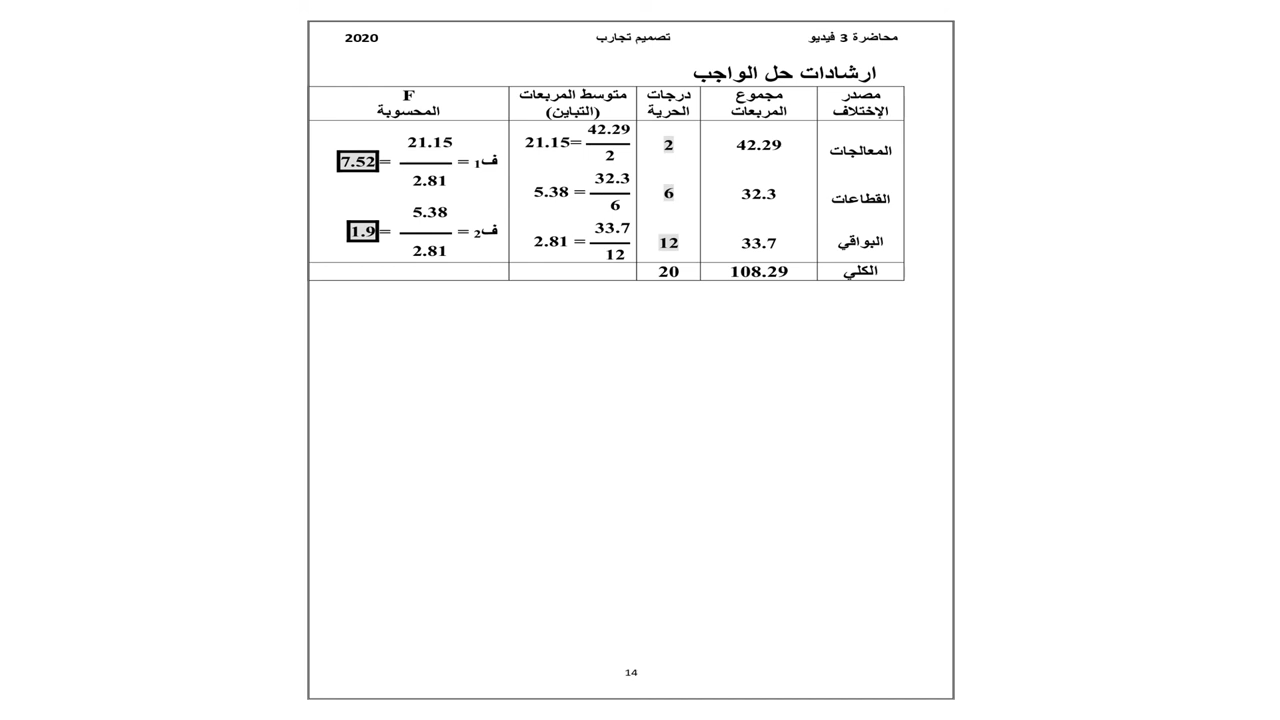 محاضرة 3 فيديو تصميم تجارب 2020
ارشادات حل الواجب
مصدر الإختلاف مجموع المربعات درجات الحرية متوسط المربعات (التباين) F المحسوبة
المعالجات 42.29 2 42.29 / 2 = 21.15 ف1 = 21.15 / 2.81 = 7.52
القطاعات 32.3 6 32.3 / 6 = 5.38 ف2 = 5.38 / 2.81 = 1.9
البواقي 33.7 12 33.7 / 12 = 2.81
الكلي 108.29 20
14